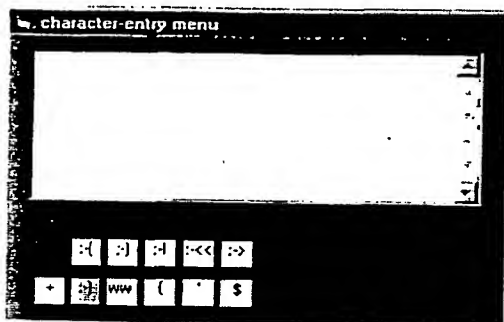 character-entry menu
:-( ;-) :-| :-<< :->
+ :-) ww ( * $